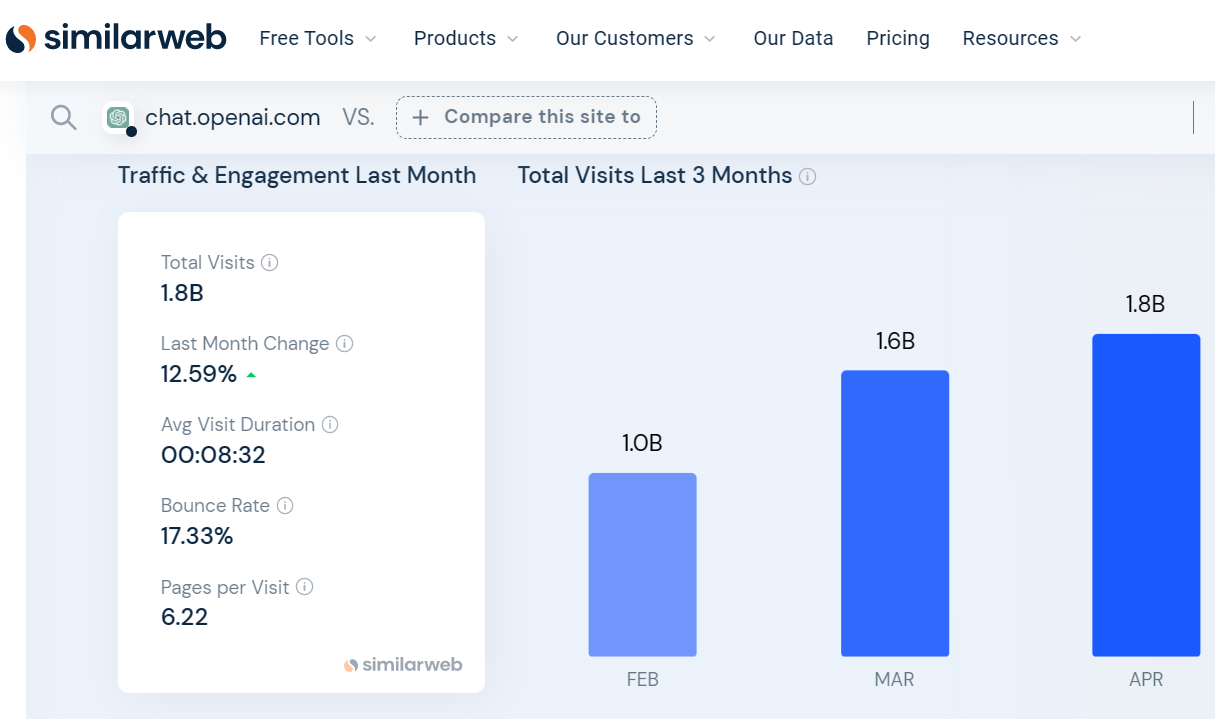 similarweb Free Tools Products Our Customers Our Data Pricing Resources
chat.openai.com VS. + Compare this site to
Traffic & Engagement Last Month
Total Visits
1.8B
Last Month Change
12.59%
Avg Visit Duration
00:08:32
Bounce Rate
17.33%
Pages per Visit
6.22
similarweb
Total Visits Last 3 Months
1.0B
1.6B
1.8B
FEB MAR APR